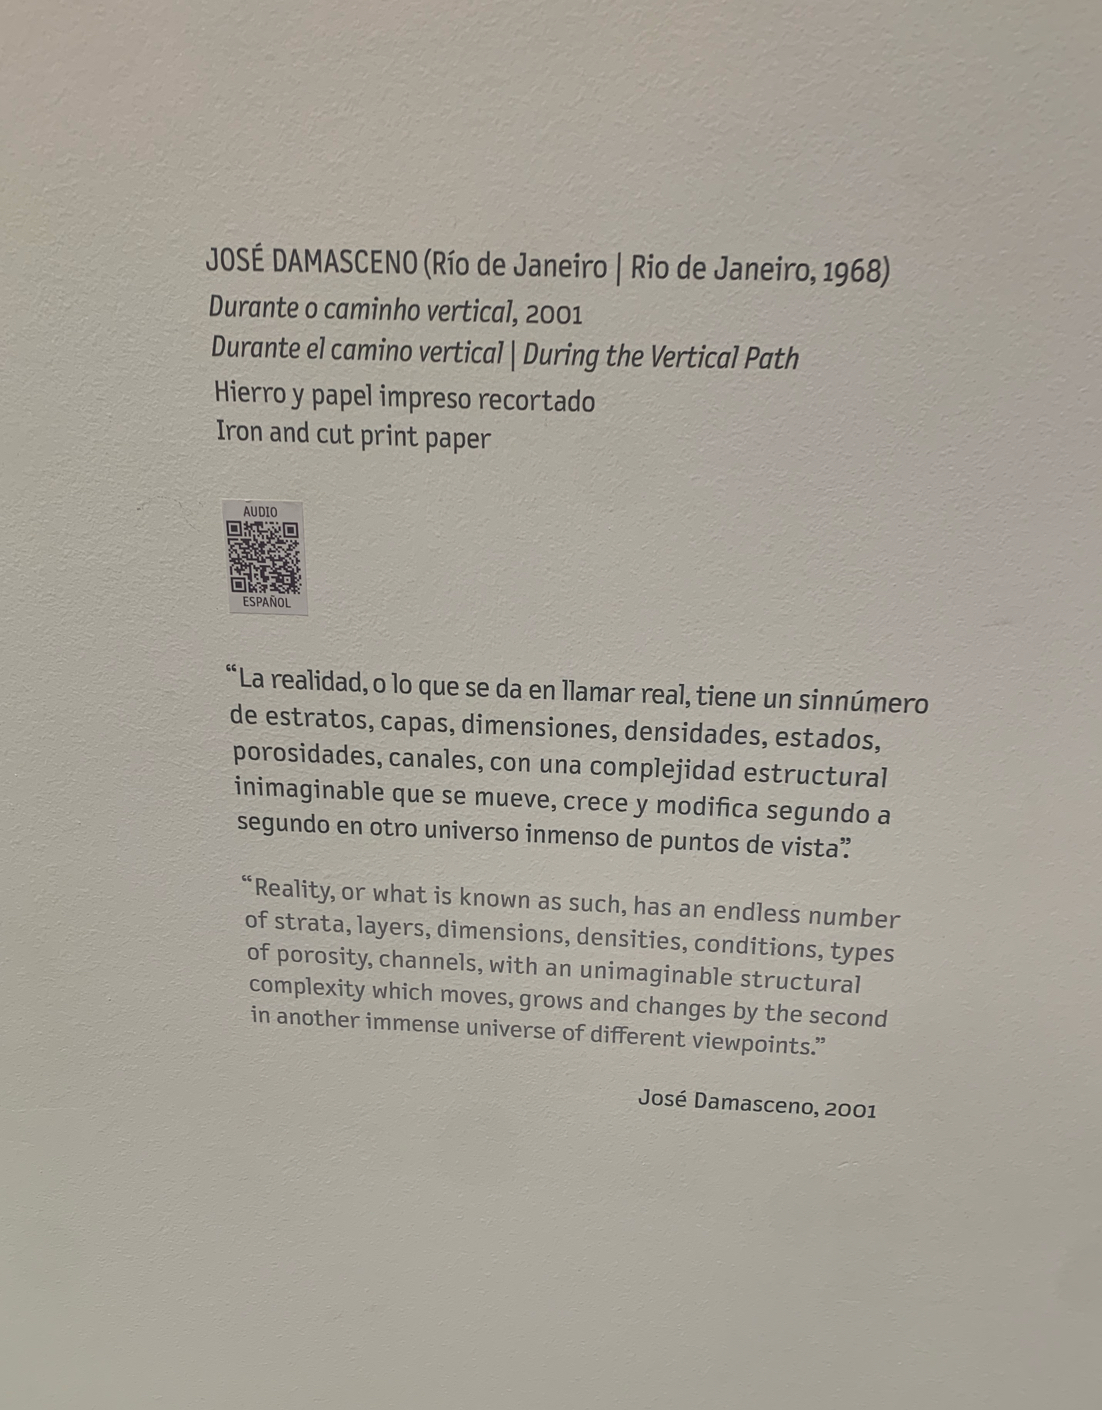 JOSÉ DAMASCENO (Río de Janeiro | Rio de Janeiro, 1968)
Durante o caminho vertical, 2001
Durante el camino vertical | During the Vertical Path
Hierro y papel impreso recortado
Iron and cut print paper
AUDIO
ESPAÑOL
“La realidad, o lo que se da en llamar real, tiene un sinnúmero
de estratos, capas, dimensiones, densidades, estados,
porosidades, canales, con una complejidad estructural
inimaginable que se mueve, crece y modifica segundo a
segundo en otro universo inmenso de puntos de vista”.
“Reality, or what is known as such, has an endless number
of strata, layers, dimensions, densities, conditions, types
of porosity, channels, with an unimaginable structural
complexity which moves, grows and changes by the second
in another immense universe of different viewpoints.”
José Damasceno, 2001